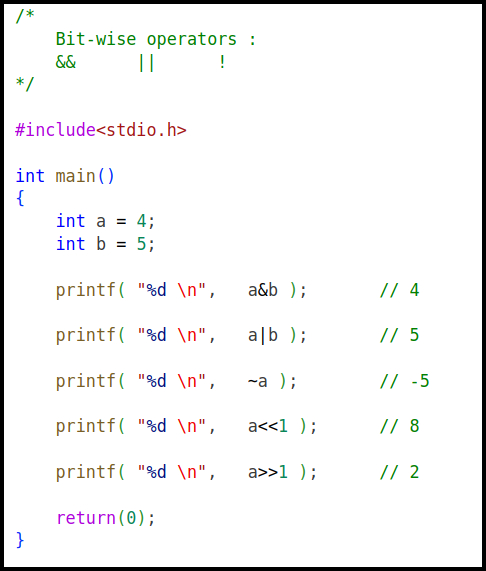 /*
    Bit-wise operators :
    &&      ||      !
*/

#include<stdio.h>

int main()
{
    int a = 4;
    int b = 5;

    printf( "%d \n",   a&b );       // 4

    printf( "%d \n",   a|b );       // 5

    printf( "%d \n",   ~a );        // -5

    printf( "%d \n",   a<<1 );      // 8

    printf( "%d \n",   a>>1 );      // 2

    return(0);
}